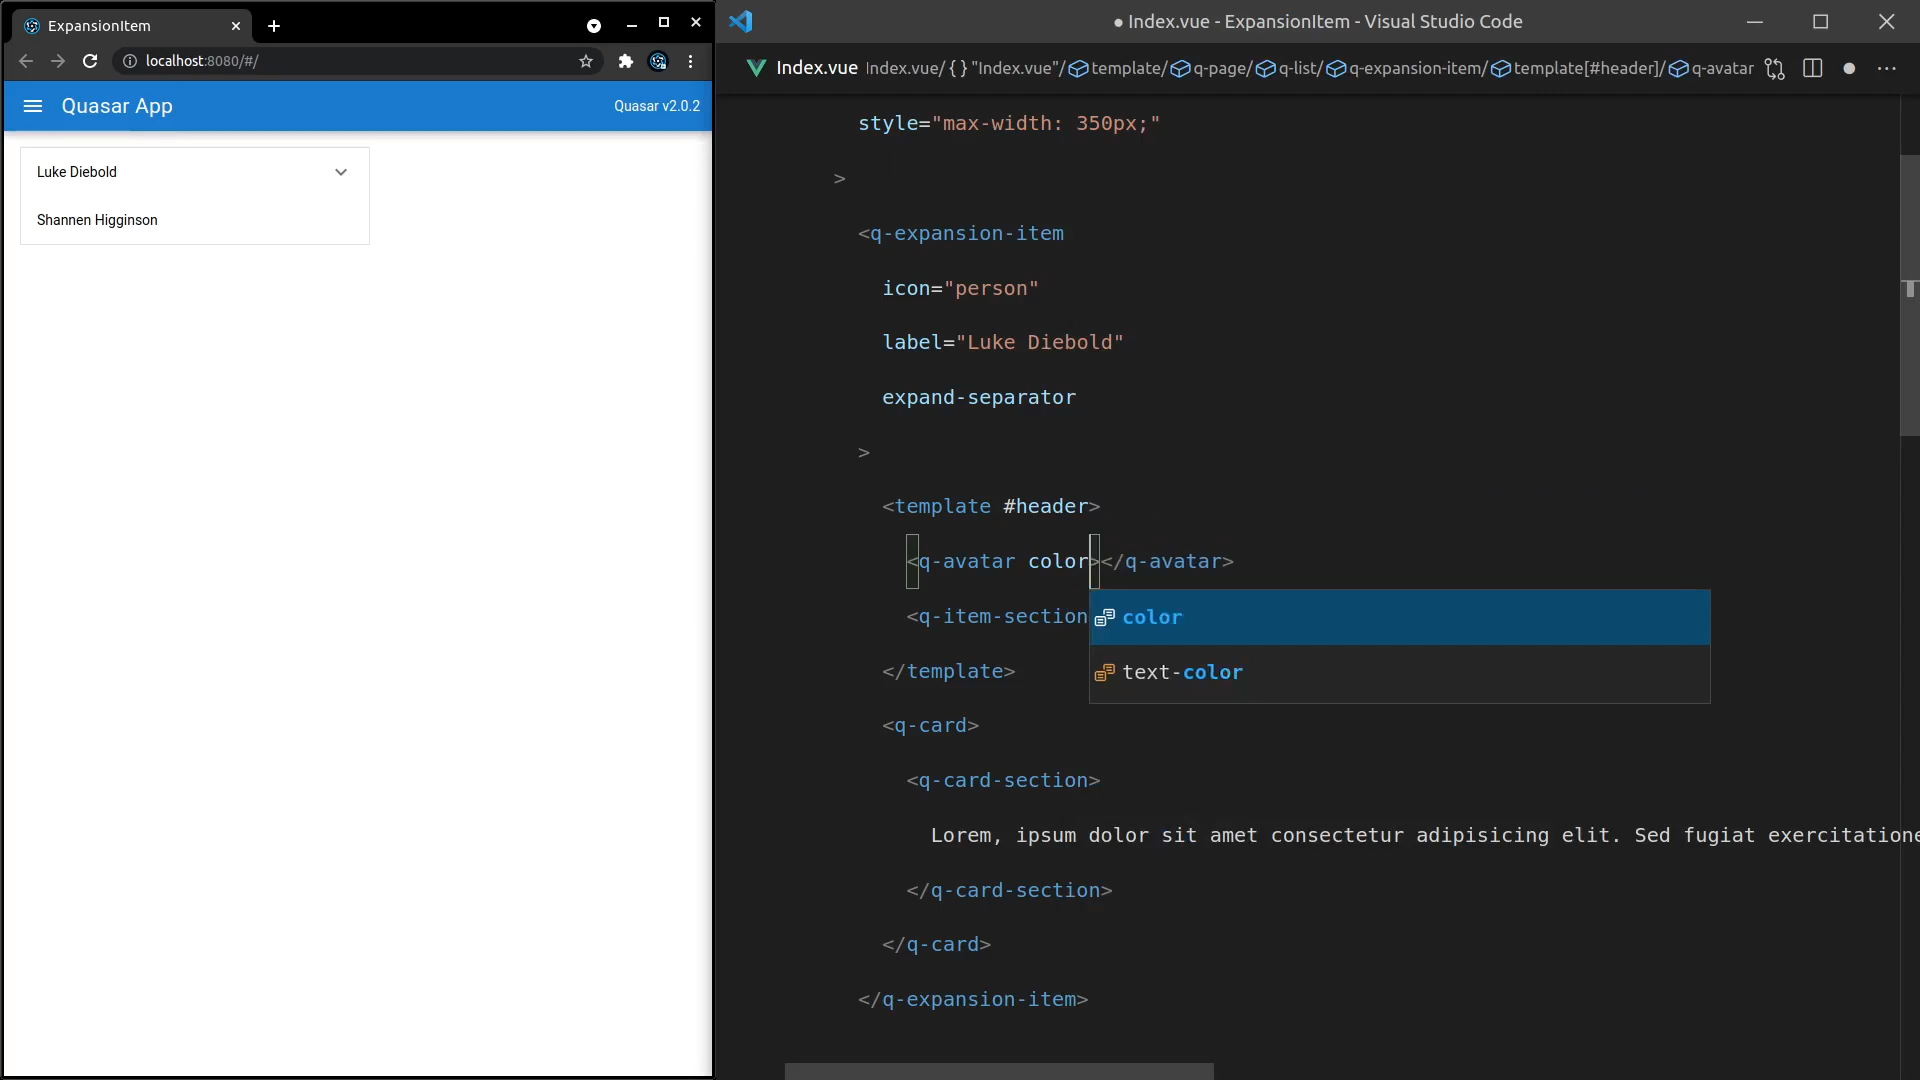 ExpansionItem
localhost:8080/#/
Quasar App
Quasar v2.0.2
Luke Diebold
Shannen Higginson
● Index.vue - ExpansionItem - Visual Studio Code
Index.vue Index.vue/{ } "Index.vue"/ template/ q-page/ q-list/ q-expansion-item/ template[#header]/ q-avatar
style="max-width: 350px;"
>
<q-expansion-item
icon="person"
label="Luke Diebold"
expand-separator
>
<template #header>
<q-avatar color></q-avatar>
<q-item-section
color
</template>
text-color
<q-card>
<q-card-section>
Lorem, ipsum dolor sit amet consectetur adipisicing elit. Sed fugiat exercitatione
</q-card-section>
</q-card>
</q-expansion-item>